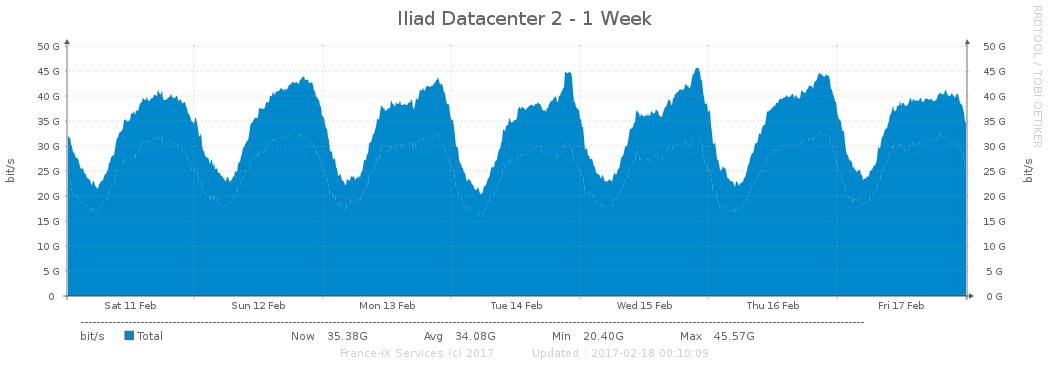 Iliad Datacenter 2 - 1 Week
RRDTOOL / TOBI OETIKER
50 G 50 G
45 G 45 G
40 G 40 G
35 G 35 G
30 G 30 G
25 G 25 G
20 G 20 G
15 G 15 G
10 G 10 G
5 G 5 G
0 0 G
bit/s bit/s
Sat 11 Feb Sun 12 Feb Mon 13 Feb Tue 14 Feb Wed 15 Feb Thu 16 Feb Fri 17 Feb
bit/s Total Now 35.38G Avg 34.08G Min 20.40G Max 45.57G
France-IX Services (c) 2017 Updated : 2017-02-18 00:10:09